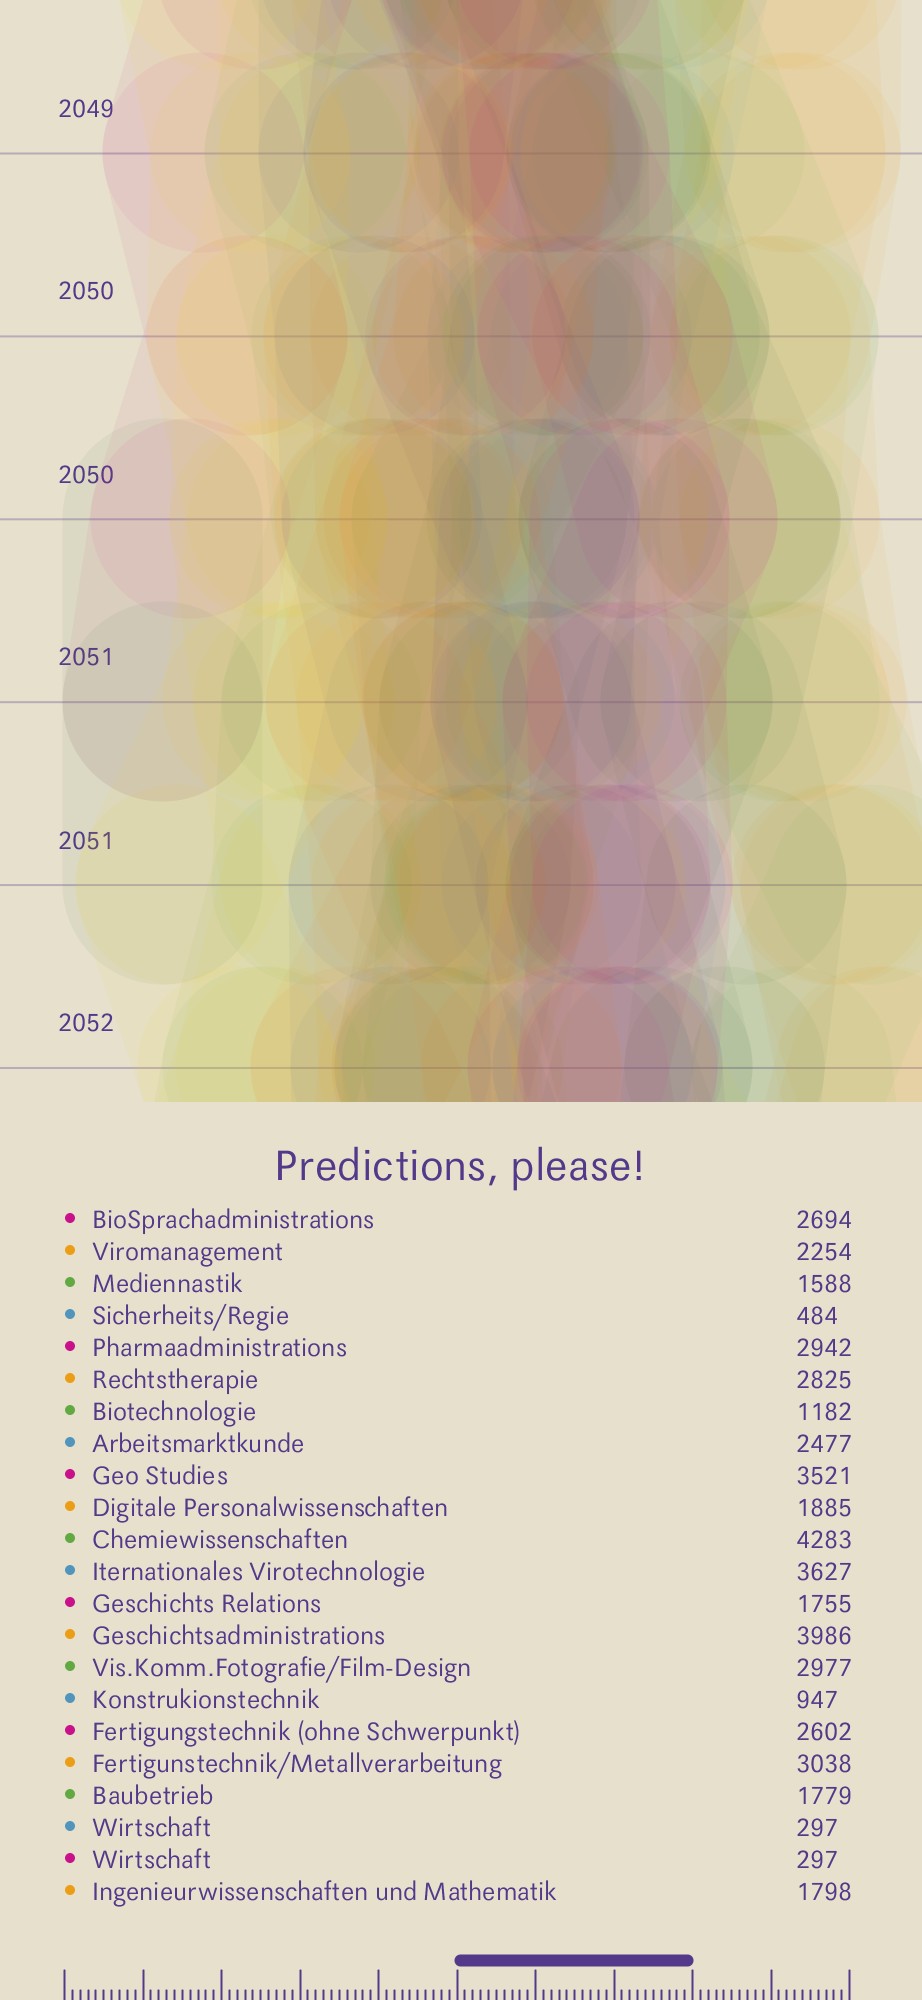 2049
2050
2050
2051
2051
2052
Predictions, please!
BioSprachadministrations 2694
Viromanagement 2254
Mediennastik 1588
Sicherheits/Regie 484
Pharmaadministrations 2942
Rechtstherapie 2825
Biotechnologie 1182
Arbeitsmarktkunde 2477
Geo Studies 3521
Digitale Personalwissenschaften 1885
Chemiewissenschaften 4283
Iternationales Virotechnologie 3627
Geschichts Relations 1755
Geschichtsadministrations 3986
Vis.Komm.Fotografie/Film-Design 2977
Konstrukionstechnik 947
Fertigungstechnik (ohne Schwerpunkt) 2602
Fertigunstechnik/Metallverarbeitung 3038
Baubetrieb 1779
Wirtschaft 297
Wirtschaft 297
Ingenieurwissenschaften und Mathematik 1798